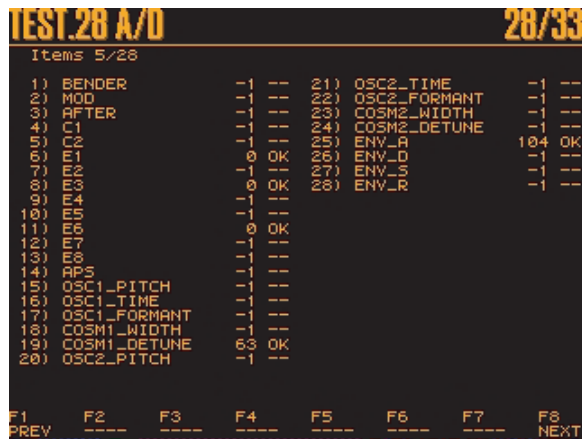 TEST.28 A/D 28/33
Items 5/28
1) BENDER -1 --
2) MOD -1 --
3) AFTER -1 --
4) C1 -1 --
5) C2 -1 --
6) E1 0 OK
7) E2 -1 --
8) E3 0 OK
9) E4 -1 --
10) E5 -1 --
11) E6 0 OK
12) E7 -1 --
13) E8 -1 --
14) APS -1 --
15) OSC1_PITCH -1 --
16) OSC1_TIME -1 --
17) OSC1_FORMANT -1 --
18) COSM1_WIDTH -1 --
19) COSM1_DETUNE 63 OK
20) OSC2_PITCH -1 --
21) OSC2_TIME -1 --
22) OSC2_FORMANT -1 --
23) COSM2_WIDTH -1 --
24) COSM2_DETUNE -1 --
25) ENV_A 104 OK
26) ENV_D -1 --
27) ENV_S -1 --
28) ENV_R -1 --
F1 F2 F3 F4 F5 F6 F7 F8
PREV ---- ---- ---- ---- ---- ---- NEXT